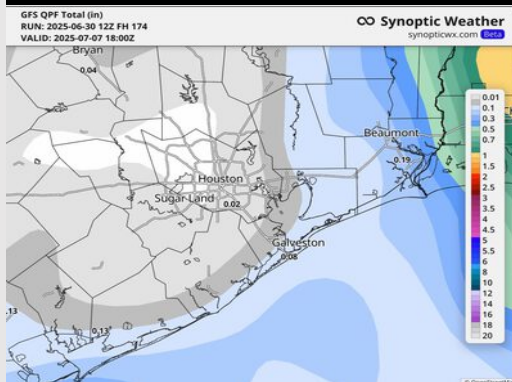 GFS QPF Total (in)
RUN: 2025-06-30 12Z FH 174
VALID: 2025-07-07 18:00Z
Synoptic Weather
synopticwx.com Beta
Bryan
0.04
Beaumont
0.19
Houston
Sugar Land
0.02
Galveston
0.08
.13
0.13
0.01
0.1
0.3
0.5
0.7
1
1.5
2
2.5
3
3.5
4
4.5
5
5.5
6
8
10
12
14
16
18
20